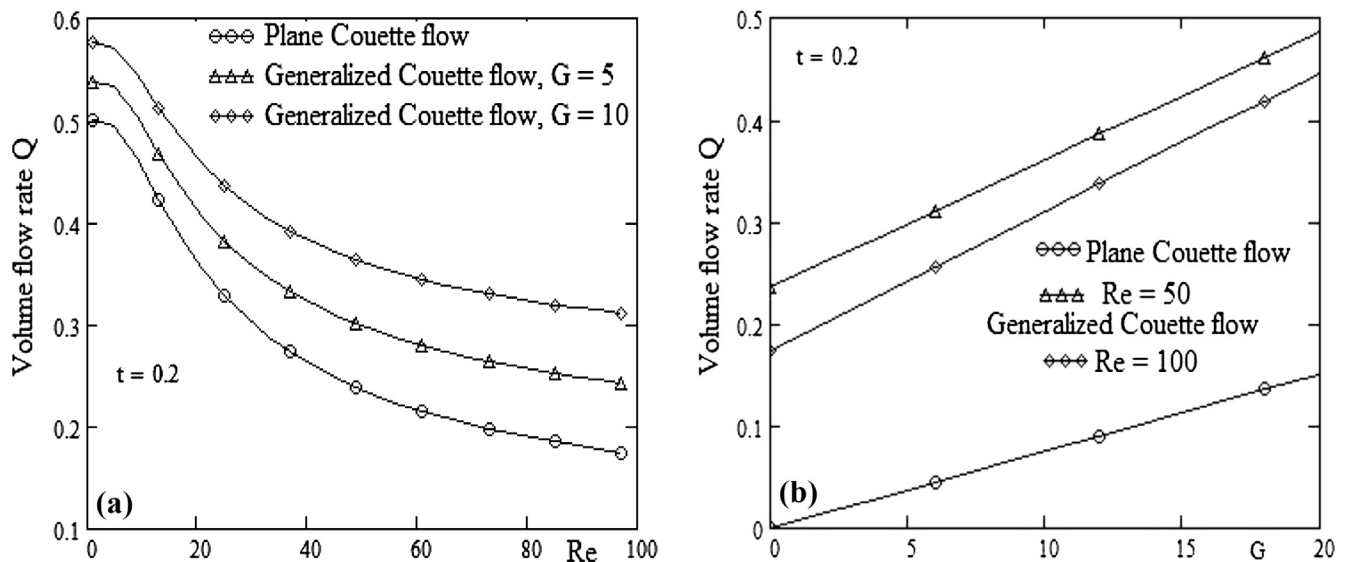 0.6
0.5
0.4
0.3
0.2
0.1
Volume flow rate Q
Plane Couette flow
Generalized Couette flow, G = 5
Generalized Couette flow, G = 10
t = 0.2
(a)
0
20
40
60
80
Re
100
0.5
0.4
0.3
0.2
0.1
0
Volume flow rate Q
t = 0.2
Plane Couette flow
Re = 50
Generalized Couette flow
Re = 100
(b)
0
5
10
15
G
20